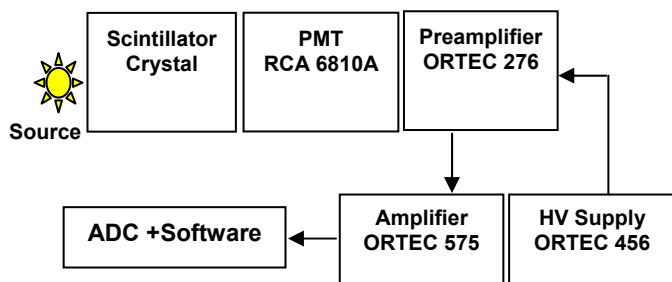 Scintillator
Crystal
PMT
RCA 6810A
Preamplifier
ORTEC 276
Source
ADC +Software
Amplifier
ORTEC 575
HV Supply
ORTEC 456